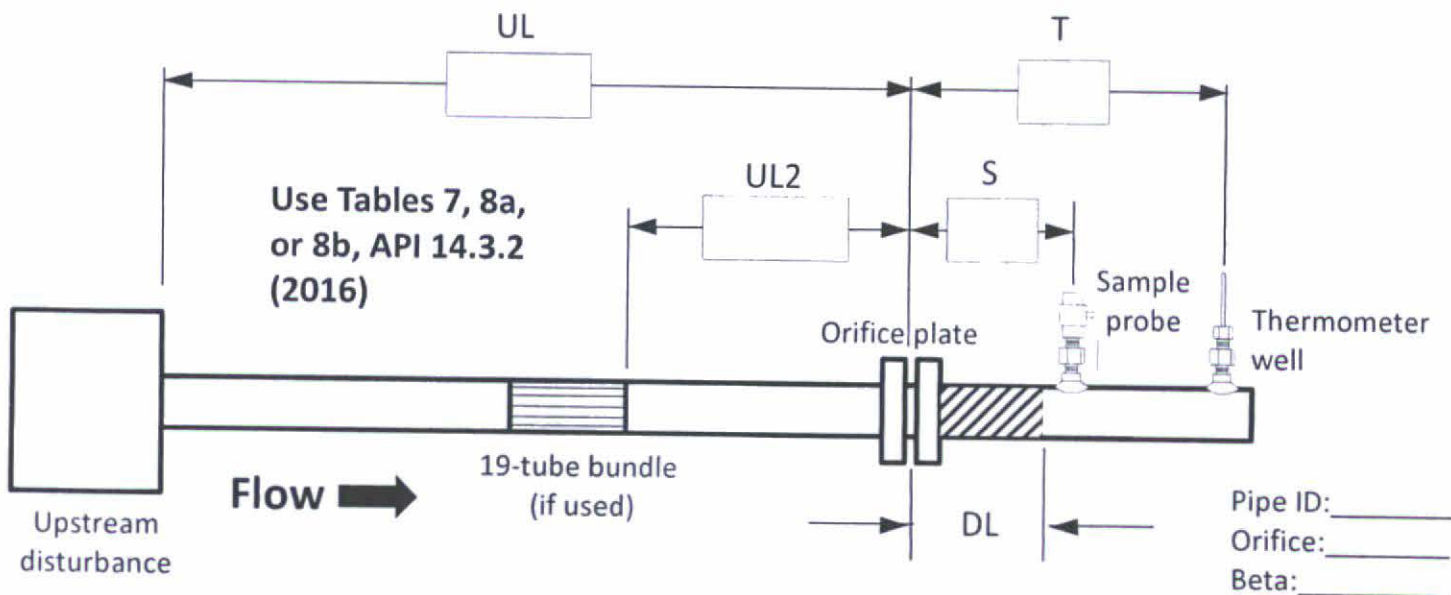 UL
T
UL2
S
Use Tables 7, 8a,
or 8b, API 14.3.2
(2016)
Sample
probe
Orifice plate
Thermometer
well
19-tube bundle
(if used)
Flow
DL
Upstream
disturbance
Pipe ID:
Orifice:
Beta: